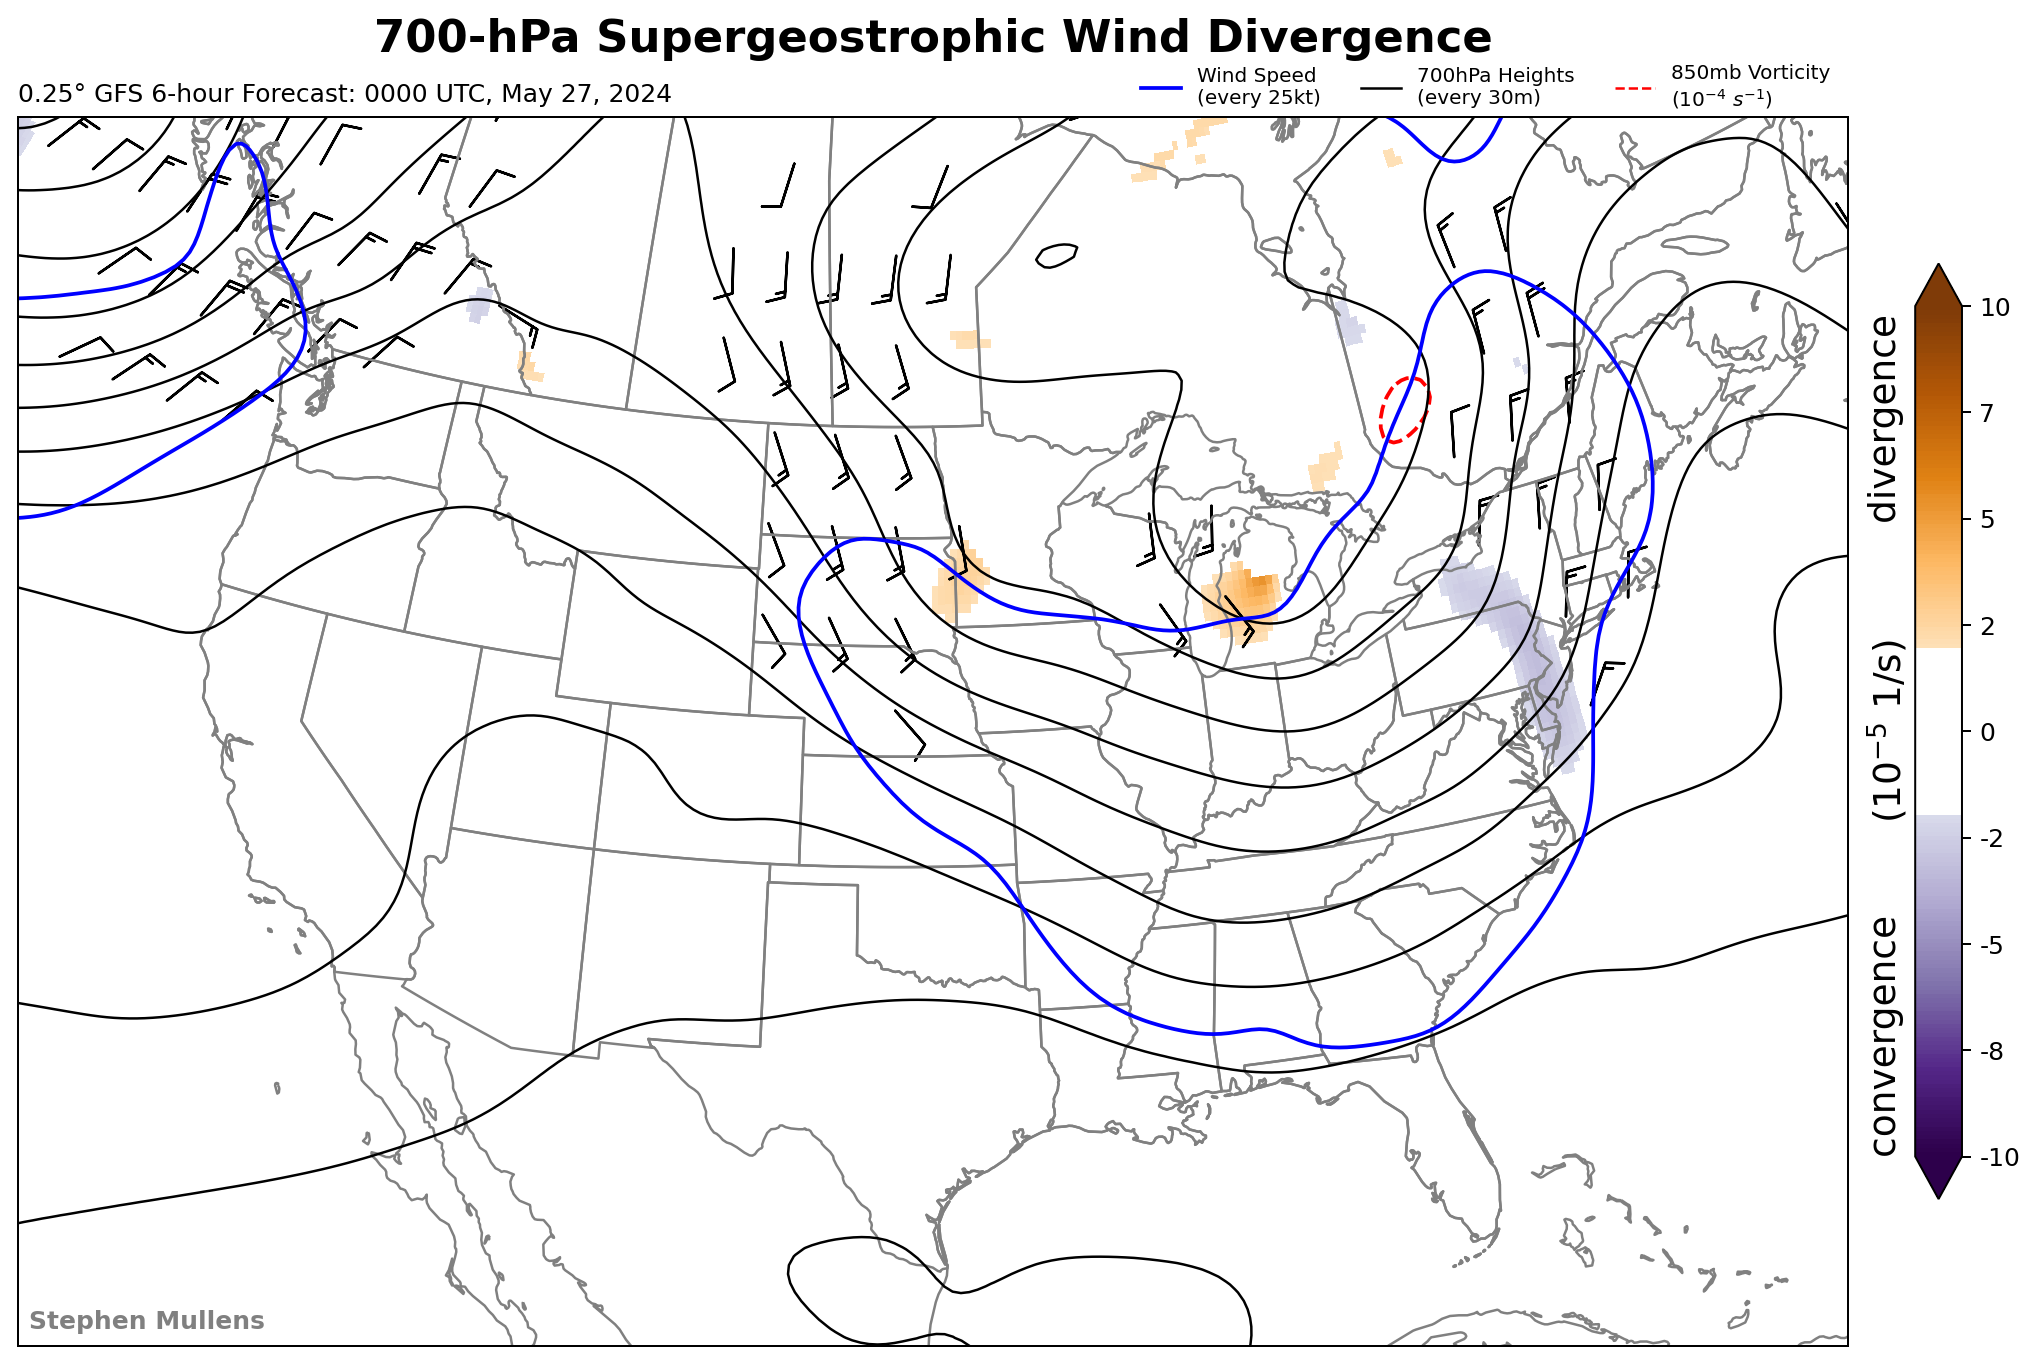 700-hPa Supergeostrophic Wind Divergence
0.25° GFS 6-hour Forecast: 0000 UTC, May 27, 2024
Wind Speed
(every 25kt)
700hPa Heights
(every 30m)
850mb Vorticity
(10⁻⁴ s⁻¹)
10
7
5
2
0
-2
-5
-8
-10
convergence (10⁻⁵ 1/s) divergence
Stephen Mullens